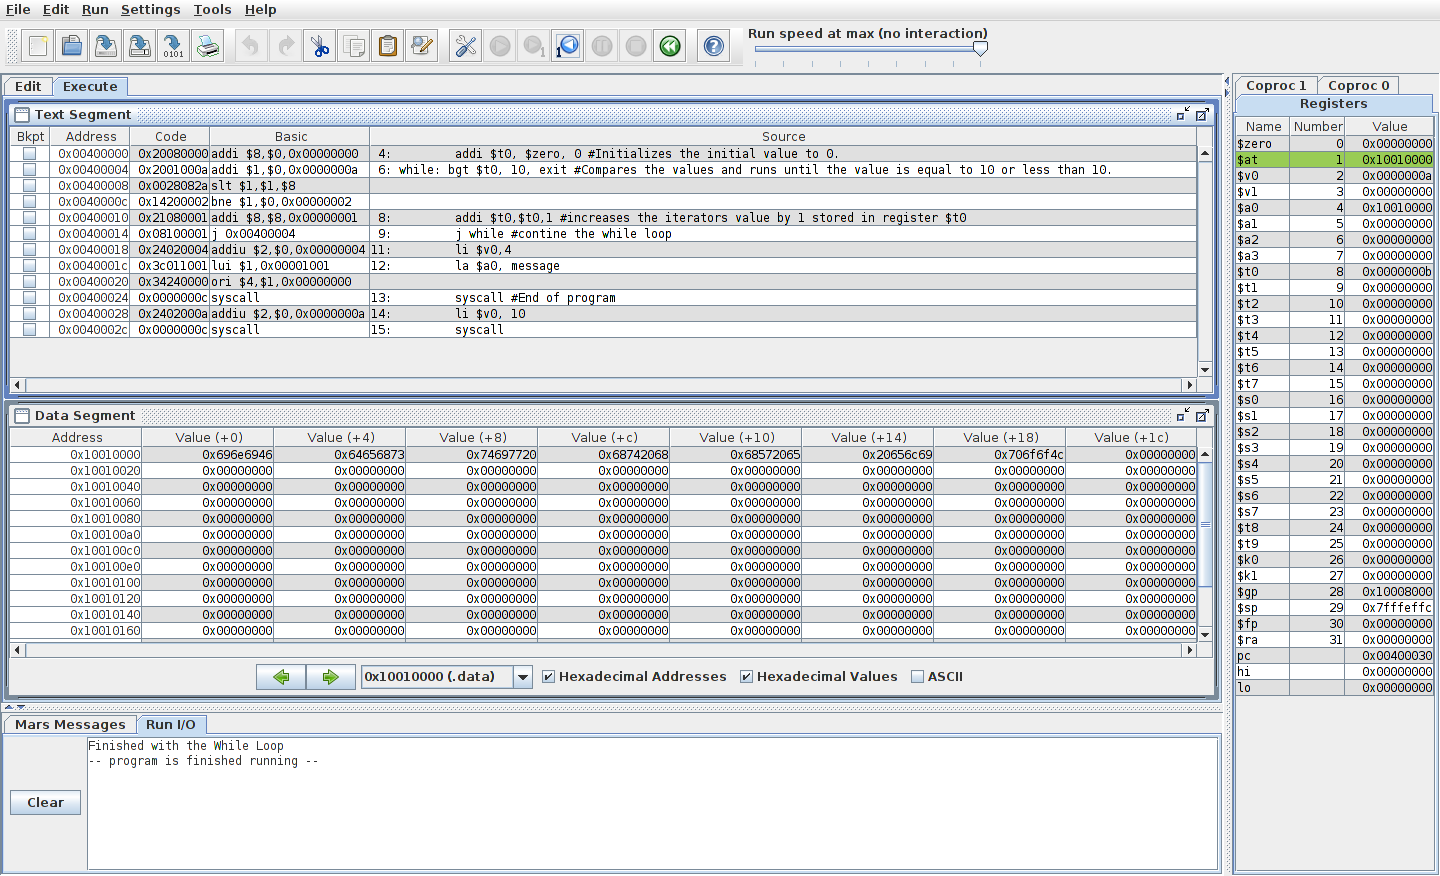 File Edit Run Settings Tools Help
Run speed at max (no interaction)
Edit Execute
Text Segment
Bkpt Address Code Basic Source
0x00400000 0x20080000 addi $8,$0,0x00000000 4: addi $t0, $zero, 0 #Initializes the initial value to 0.
0x00400004 0x2001000a addi $1,$0,0x0000000a 6: while: bgt $t0, 10, exit #Compares the values and runs until the value is equal to 10 or less than 10.
0x00400008 0x0028082a slt $1,$1,$8
0x0040000c 0x14200002 bne $1,$0,0x00000002
0x00400010 0x21080001 addi $8,$8,0x00000001 8: addi $t0,$t0,1 #increases the iterators value by 1 stored in register $t0
0x00400014 0x08100001 j 0x00400004 9: j while #contine the while loop
0x00400018 0x24020004 addiu $2,$0,0x00000004 11: li $v0,4
0x0040001c 0x3c011001 lui $1,0x00001001 12: la $a0, message
0x00400020 0x34240000 ori $4,$1,0x00000000
0x00400024 0x0000000c syscall 13: syscall #End of program
0x00400028 0x2402000a addiu $2,$0,0x0000000a 14: li $v0, 10
0x0040002c 0x0000000c syscall 15: syscall
Data Segment
Address Value (+0) Value (+4) Value (+8) Value (+c) Value (+10) Value (+14) Value (+18) Value (+1c)
0x10010000 0x696e6946 0x64656873 0x74697720 0x68742068 0x68572065 0x20656c69 0x706f6f4c 0x00000000
0x10010020 0x00000000 0x00000000 0x00000000 0x00000000 0x00000000 0x00000000 0x00000000 0x00000000
0x10010040 0x00000000 0x00000000 0x00000000 0x00000000 0x00000000 0x00000000 0x00000000 0x00000000
0x10010060 0x00000000 0x00000000 0x00000000 0x00000000 0x00000000 0x00000000 0x00000000 0x00000000
0x10010080 0x00000000 0x00000000 0x00000000 0x00000000 0x00000000 0x00000000 0x00000000 0x00000000
0x100100a0 0x00000000 0x00000000 0x00000000 0x00000000 0x00000000 0x00000000 0x00000000 0x00000000
0x100100c0 0x00000000 0x00000000 0x00000000 0x00000000 0x00000000 0x00000000 0x00000000 0x00000000
0x100100e0 0x00000000 0x00000000 0x00000000 0x00000000 0x00000000 0x00000000 0x00000000 0x00000000
0x10010100 0x00000000 0x00000000 0x00000000 0x00000000 0x00000000 0x00000000 0x00000000 0x00000000
0x10010120 0x00000000 0x00000000 0x00000000 0x00000000 0x00000000 0x00000000 0x00000000 0x00000000
0x10010140 0x00000000 0x00000000 0x00000000 0x00000000 0x00000000 0x00000000 0x00000000 0x00000000
0x10010160 0x00000000 0x00000000 0x00000000 0x00000000 0x00000000 0x00000000 0x00000000 0x00000000
0x10010000 (.data) Hexadecimal Addresses Hexadecimal Values ASCII
Mars Messages Run I/O
Finished with the While Loop
-- program is finished running --
Clear
Coproc 1 Coproc 0
Registers
Name Number Value
$zero 0 0x00000000
$at 1 0x10010000
$v0 2 0x0000000a
$v1 3 0x00000000
$a0 4 0x10010000
$a1 5 0x00000000
$a2 6 0x00000000
$a3 7 0x00000000
$t0 8 0x0000000b
$t1 9 0x00000000
$t2 10 0x00000000
$t3 11 0x00000000
$t4 12 0x00000000
$t5 13 0x00000000
$t6 14 0x00000000
$t7 15 0x00000000
$s0 16 0x00000000
$s1 17 0x00000000
$s2 18 0x00000000
$s3 19 0x00000000
$s4 20 0x00000000
$s5 21 0x00000000
$s6 22 0x00000000
$s7 23 0x00000000
$t8 24 0x00000000
$t9 25 0x00000000
$k0 26 0x00000000
$k1 27 0x00000000
$gp 28 0x10008000
$sp 29 0x7fffeffc
$fp 30 0x00000000
$ra 31 0x00000000
pc 0x00400030
hi 0x00000000
lo 0x00000000